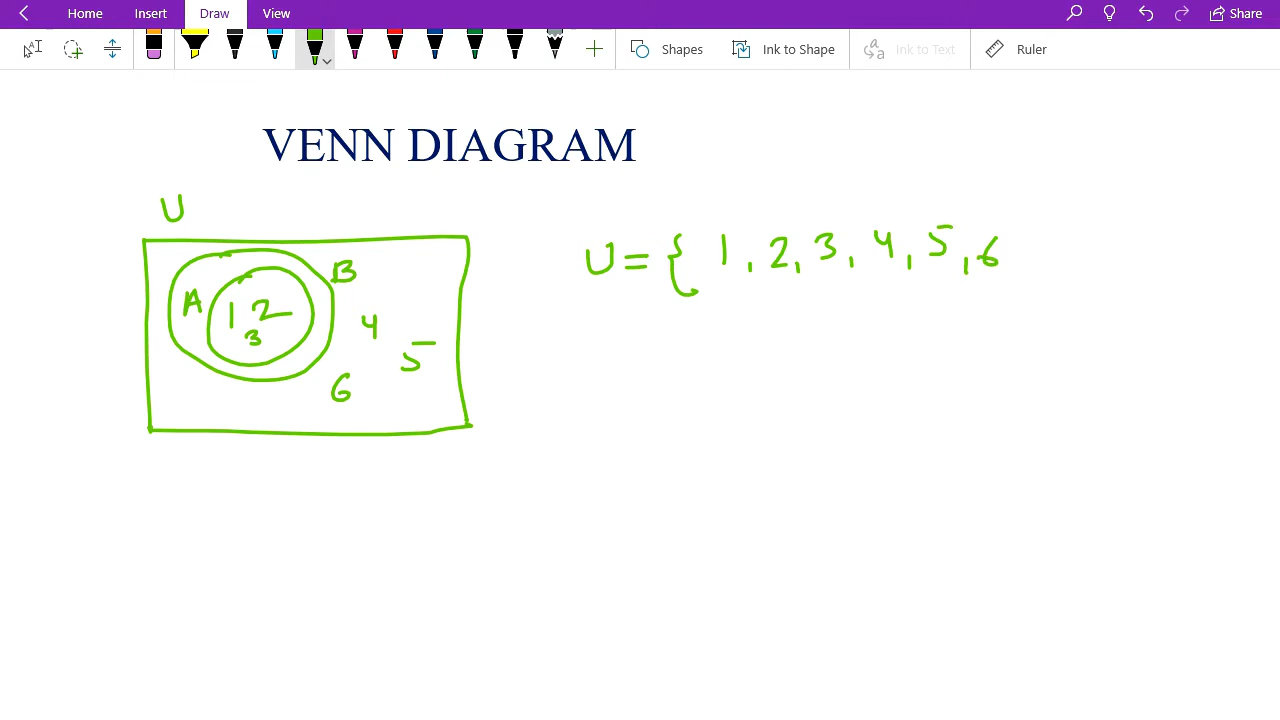 Home Insert Draw View Share
Shapes Ink to Shape Ink to Text Ruler
VENN DIAGRAM
U
U = { 1, 2, 3, 4, 5, 6
B
A 1 2
3
4
5
6